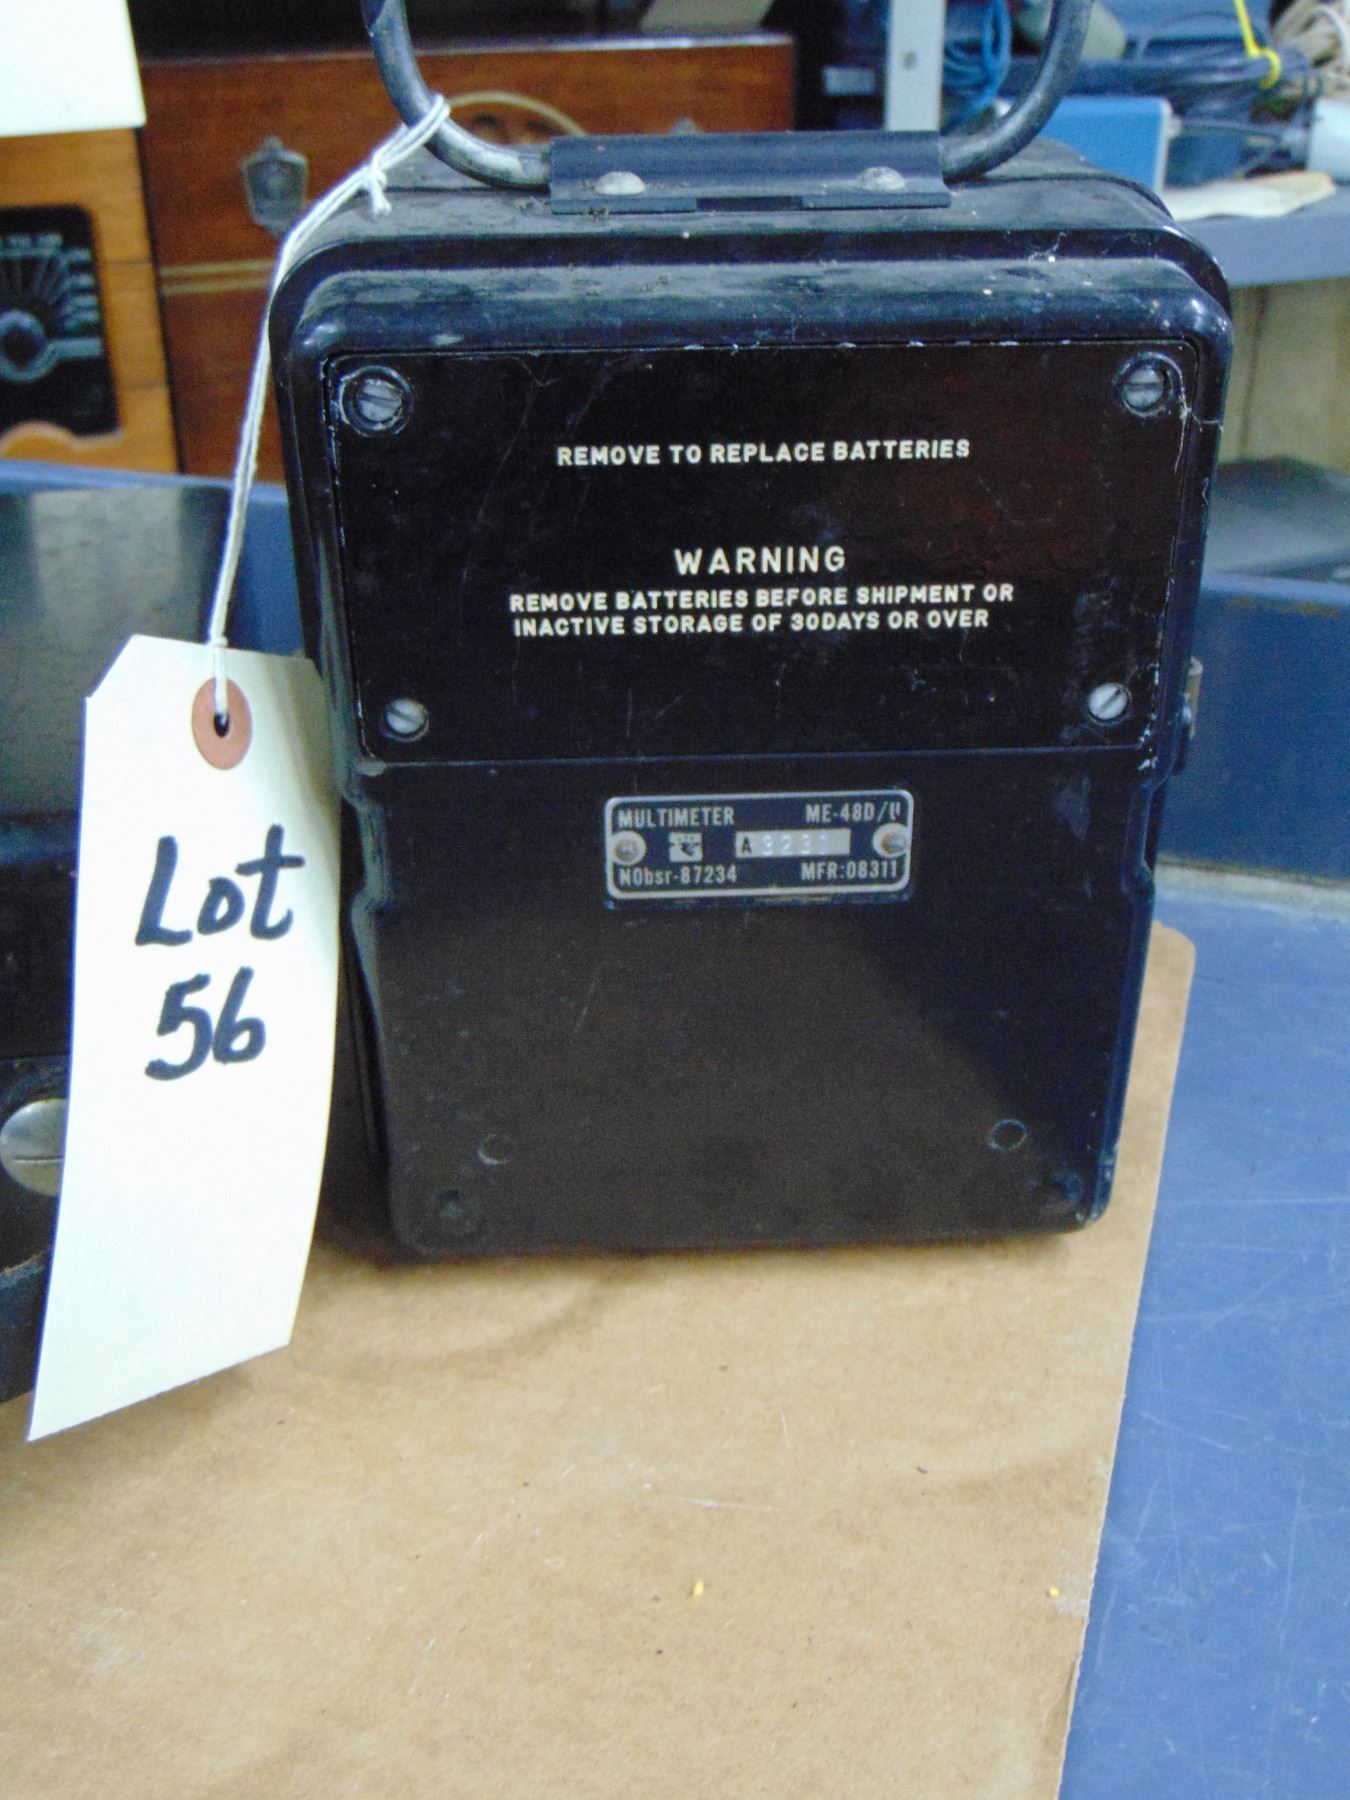 REMOVE TO REPLACE BATTERIES
WARNING
REMOVE BATTERIES BEFORE SHIPMENT OR
INACTIVE STORAGE OF 30DAYS OR OVER
MULTIMETER ME-48D/U
A 3231
NObsr-87234 MFR:08311
Lot
56